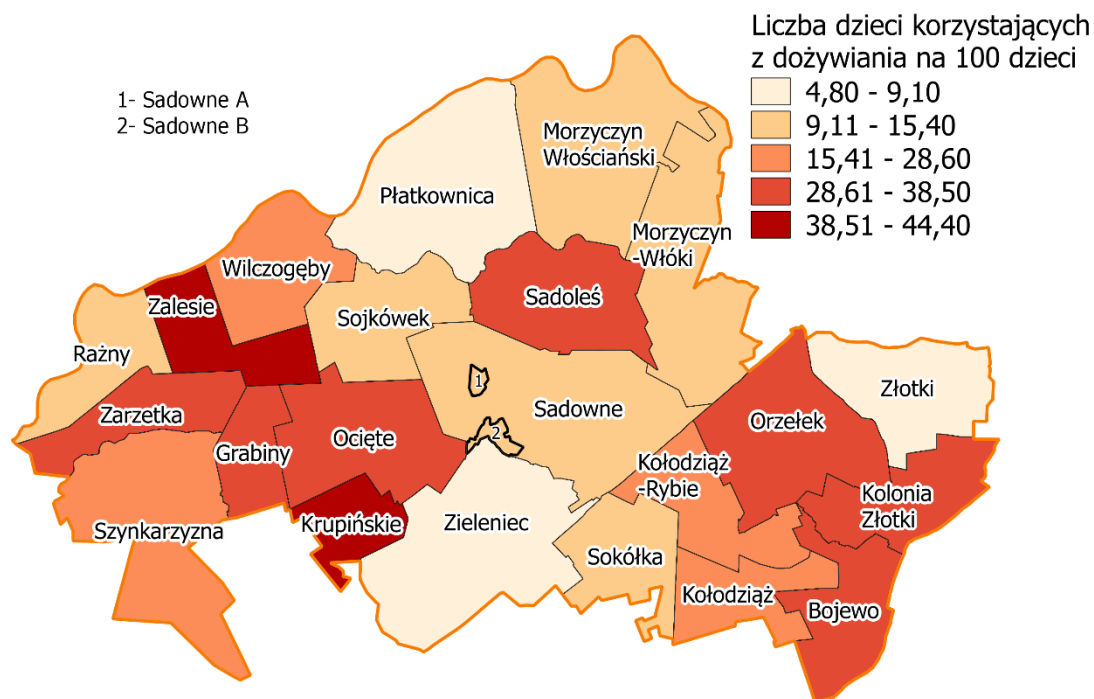 Liczba dzieci korzystających
z dożywiania na 100 dzieci
4,80 - 9,10
9,11 - 15,40
15,41 - 28,60
28,61 - 38,50
38,51 - 44,40
1- Sadowne A
2- Sadowne B
Morzyczyn
Włościański
Płatkownica
Morzyczyn
-Włóki
Wilczogęby
Zalesie
Sadoleś
Sojkówek
Rażny
1
Złotki
Zarzetka
Sadowne
Orzełek
2
Ocięte
Grabiny
Kołodziąż
-Rybie
Kolonia
Złotki
Szynkarzyzna
Krupińskie
Zieleniec
Sokółka
Kołodziąż
Bojewo